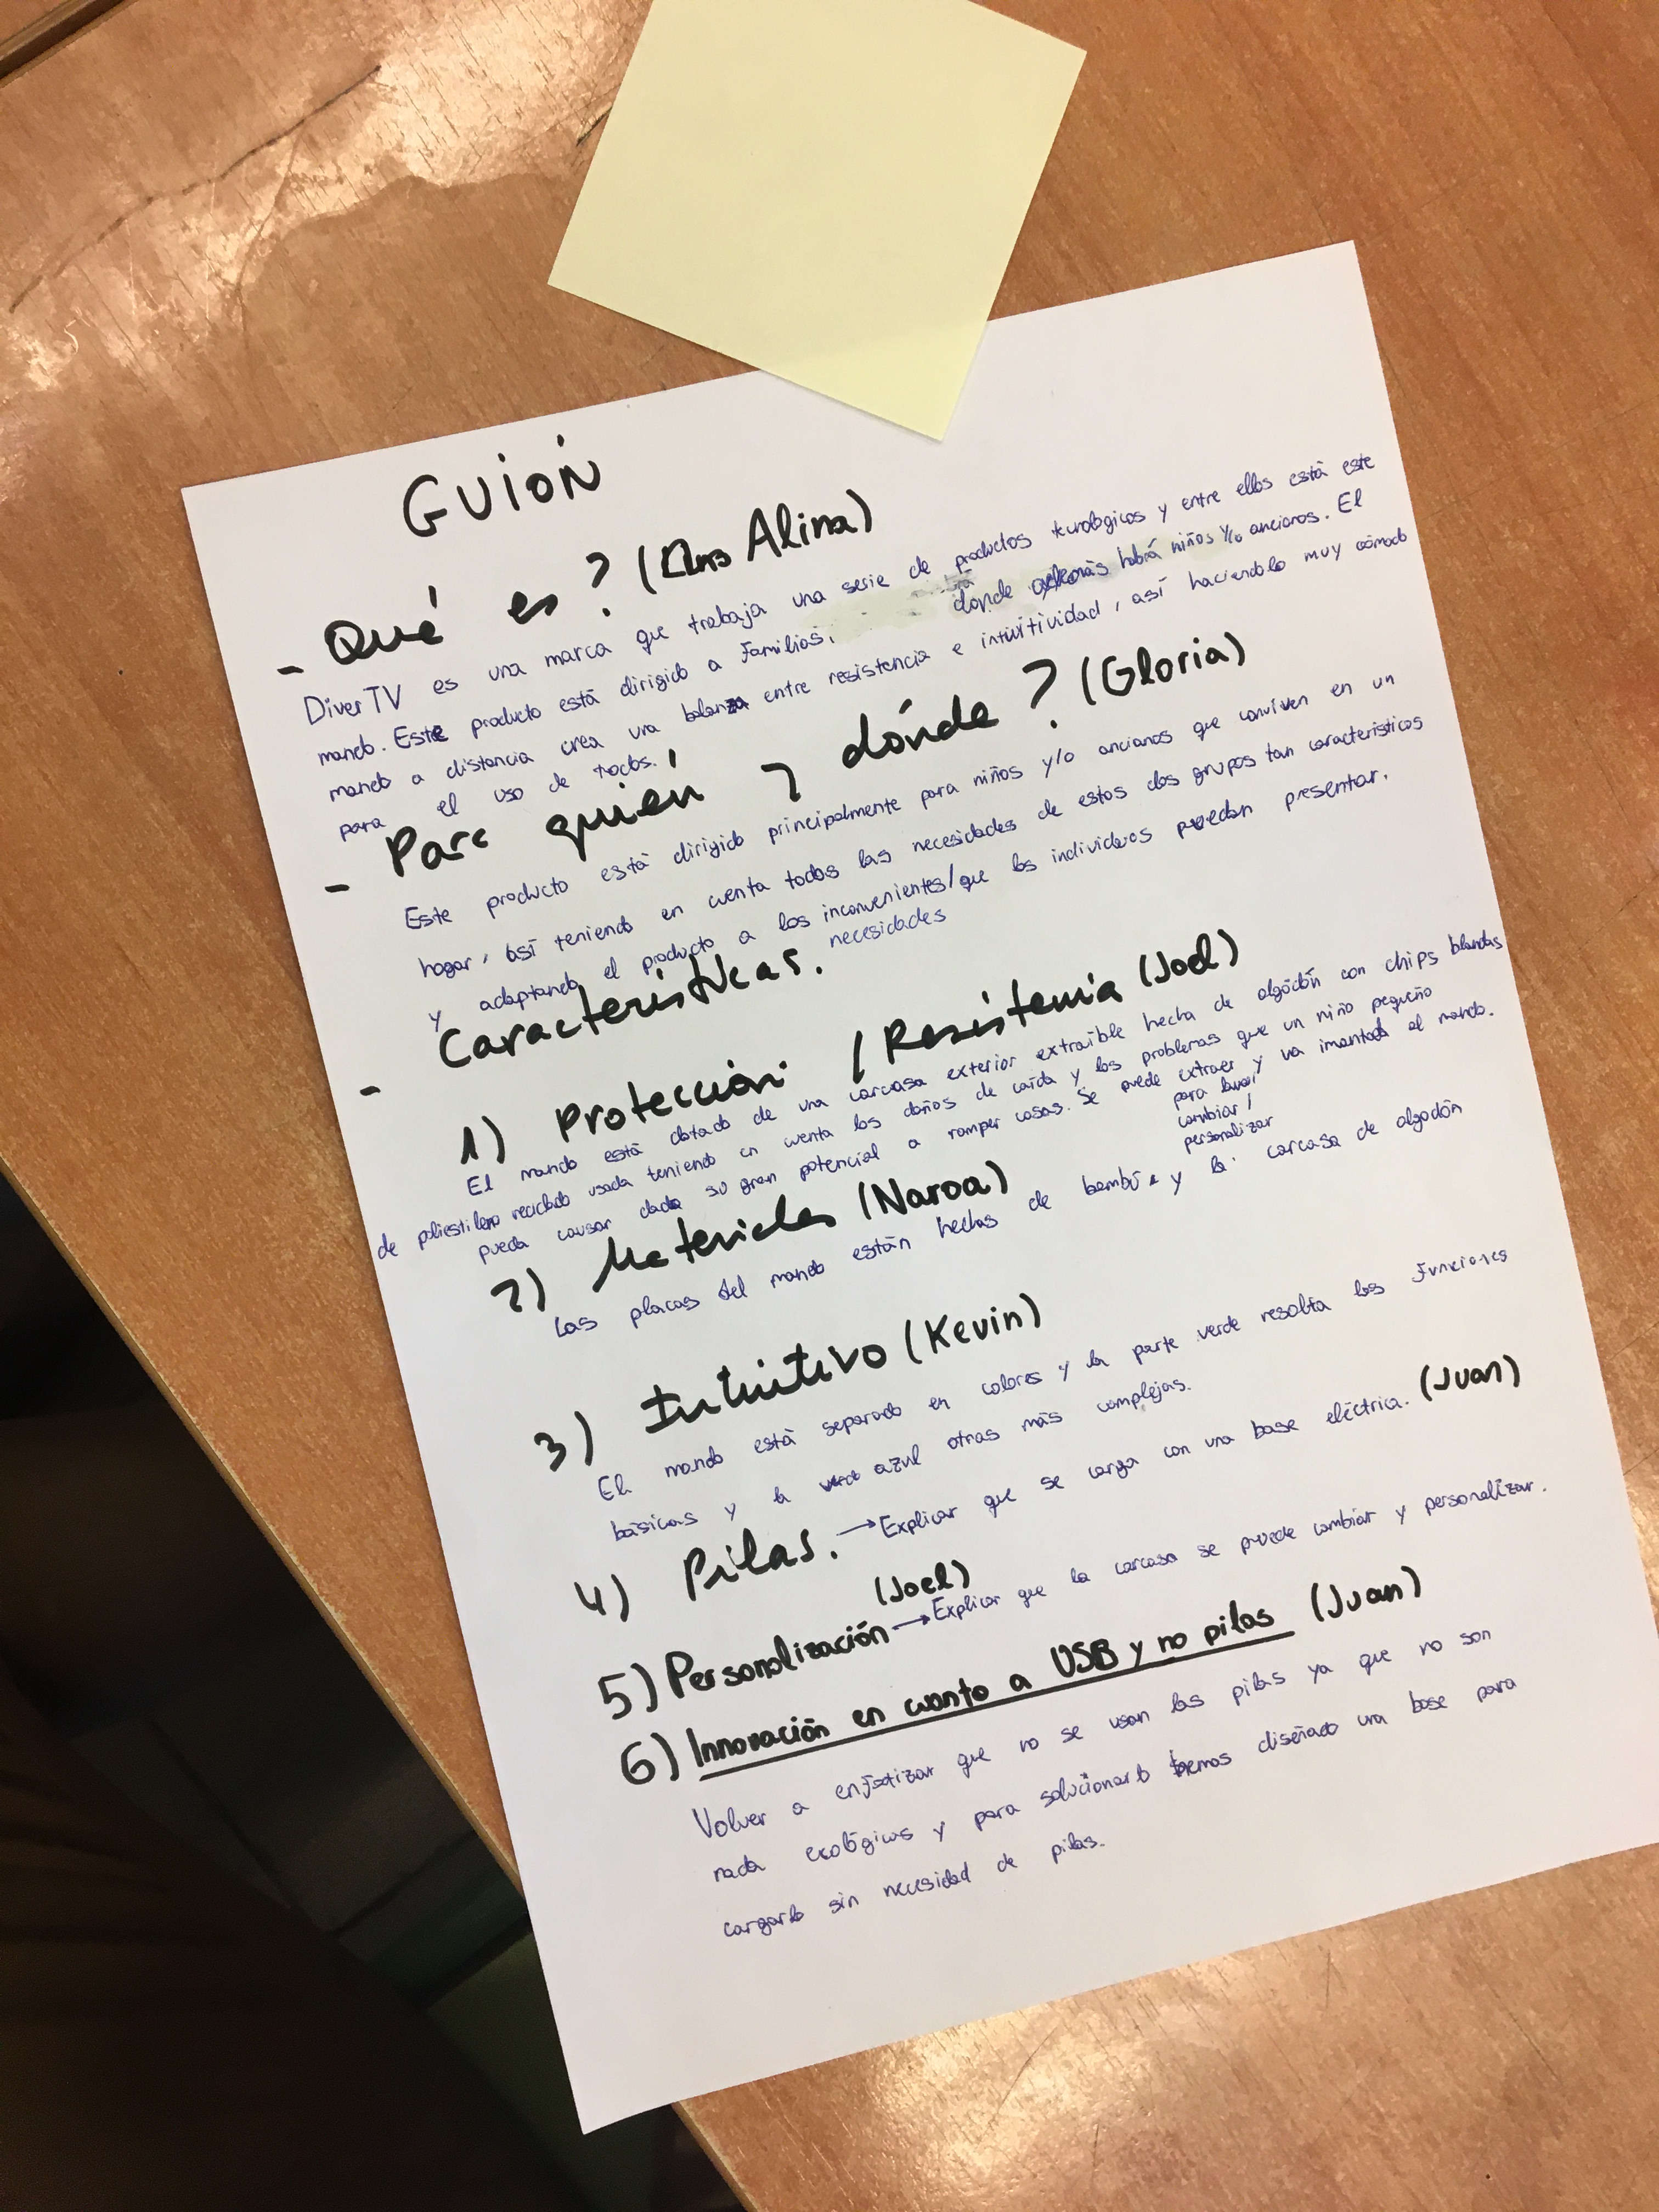 GUIÓN
- Qué es? ( Alina)
DiverTV es una marca que trabaja una serie de productos tecnológicos y entre ellos está este
mando. Este producto está dirigido a familias, donde además habrá niños y/o ancianos. El
mando a distancia crea una balanza entre resistencia e intuitividad, así haciendolo muy cómodo
para el uso de todos.
- Para quién y dónde? (Gloria)
Este producto está dirigido principalmente para niños y/o ancianos que conviven en un
hogar, así teniendo en cuenta todos las necesidades de estos dos grupos tan característicos
y adaptando el producto a los inconvenientes/que los individuos puedan presentar.
necesidades
- Características.
1) Protección / Resistencia (Joel)
El mando está dotado de una carcasa exterior extraíble hecha de algodón con chips blandas
de poliestileno reciclado usada teniendo en cuenta los daños de caída y los problemas que un niño pequeño
pueda causar dada su gran potencial a romper cosas. Se puede extraer y va imantada al mando.
para lavar/
cambiar/
personalizar
2) Materiales (Naroa)
Las placas del mando están hechas de bambú y la carcasa de algodón
3) Intuitivo (Kevin)
El mando está separado en colores y la parte verde resalta las funciones
básicas y la azul otras más complejas.
4) Pilas. → Explicar que se carga con una base eléctrica. (Juan)
(Joel)
5) Personalización → Explicar que la carcasa se puede cambiar y personalizar.
6) Innovación en cuanto a USB y no pilas (Juan)
Volver a enfatizar que no se usan las pilas ya que no son
nada ecológicas y para solucionarlo hemos diseñado una base para
cargarlo sin necesidad de pilas.